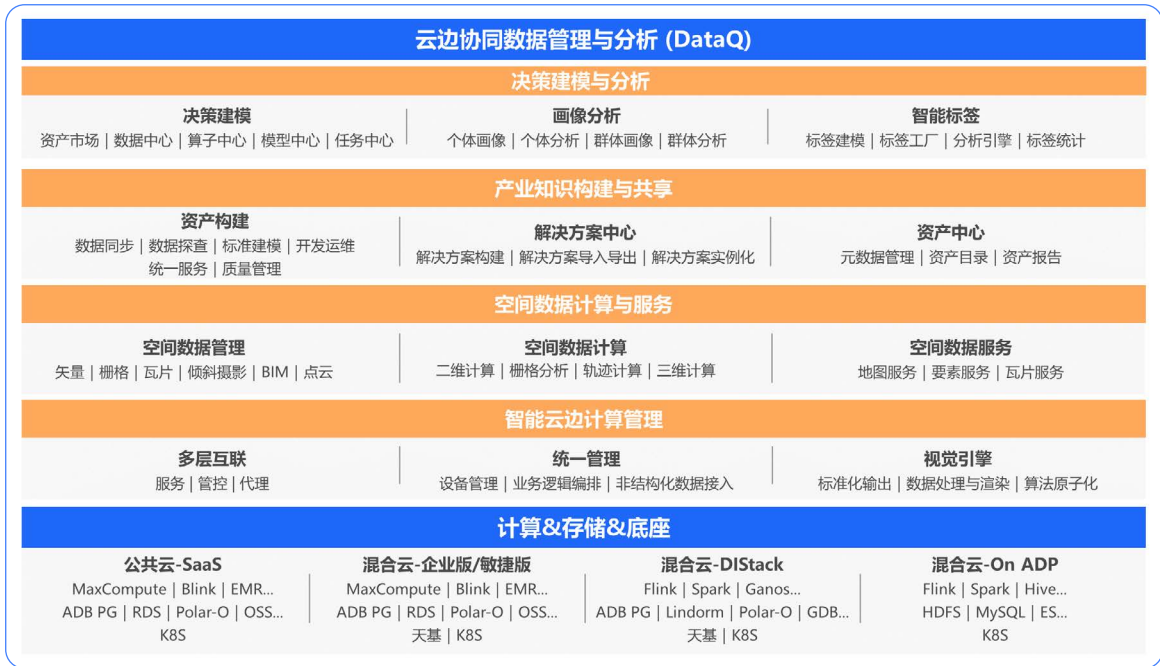 云边协同数据管理与分析 (DataQ)
决策建模与分析
决策建模
资产市场 | 数据中心 | 算子中心 | 模型中心 | 任务中心
画像分析
个体画像 | 个体分析 | 群体画像 | 群体分析
智能标签
标签建模 | 标签工厂 | 分析引擎 | 标签统计
产业知识构建与共享
资产构建
数据同步 | 数据探查 | 标准建模 | 开发运维
统一服务 | 质量管理
解决方案中心
解决方案构建 | 解决方案导入导出 | 解决方案实例化
资产中心
元数据管理 | 资产目录 | 资产报告
空间数据计算与服务
空间数据管理
矢量 | 栅格 | 瓦片 | 倾斜摄影 | BIM | 点云
空间数据计算
二维计算 | 栅格分析 | 轨迹计算 | 三维计算
空间数据服务
地图服务 | 要素服务 | 瓦片服务
智能云边计算管理
多层互联
服务 | 管控 | 代理
统一管理
设备管理 | 业务逻辑编排 | 非结构化数据接入
视觉引擎
标准化输出 | 数据处理与渲染 | 算法原子化
计算&存储&底座
公共云-SaaS
MaxCompute | Blink | EMR...
ADB PG | RDS | Polar-O | OSS...
K8S
混合云-企业版/敏捷版
MaxCompute | Blink | EMR...
ADB PG | RDS | Polar-O | OSS...
天基 | K8S
混合云-DIStack
Flink | Spark | Ganos...
ADB PG | Lindorm | Polar-O | GDB...
天基 | K8S
混合云-On ADP
Flink | Spark | Hive...
HDFS | MySQL | ES...
K8S